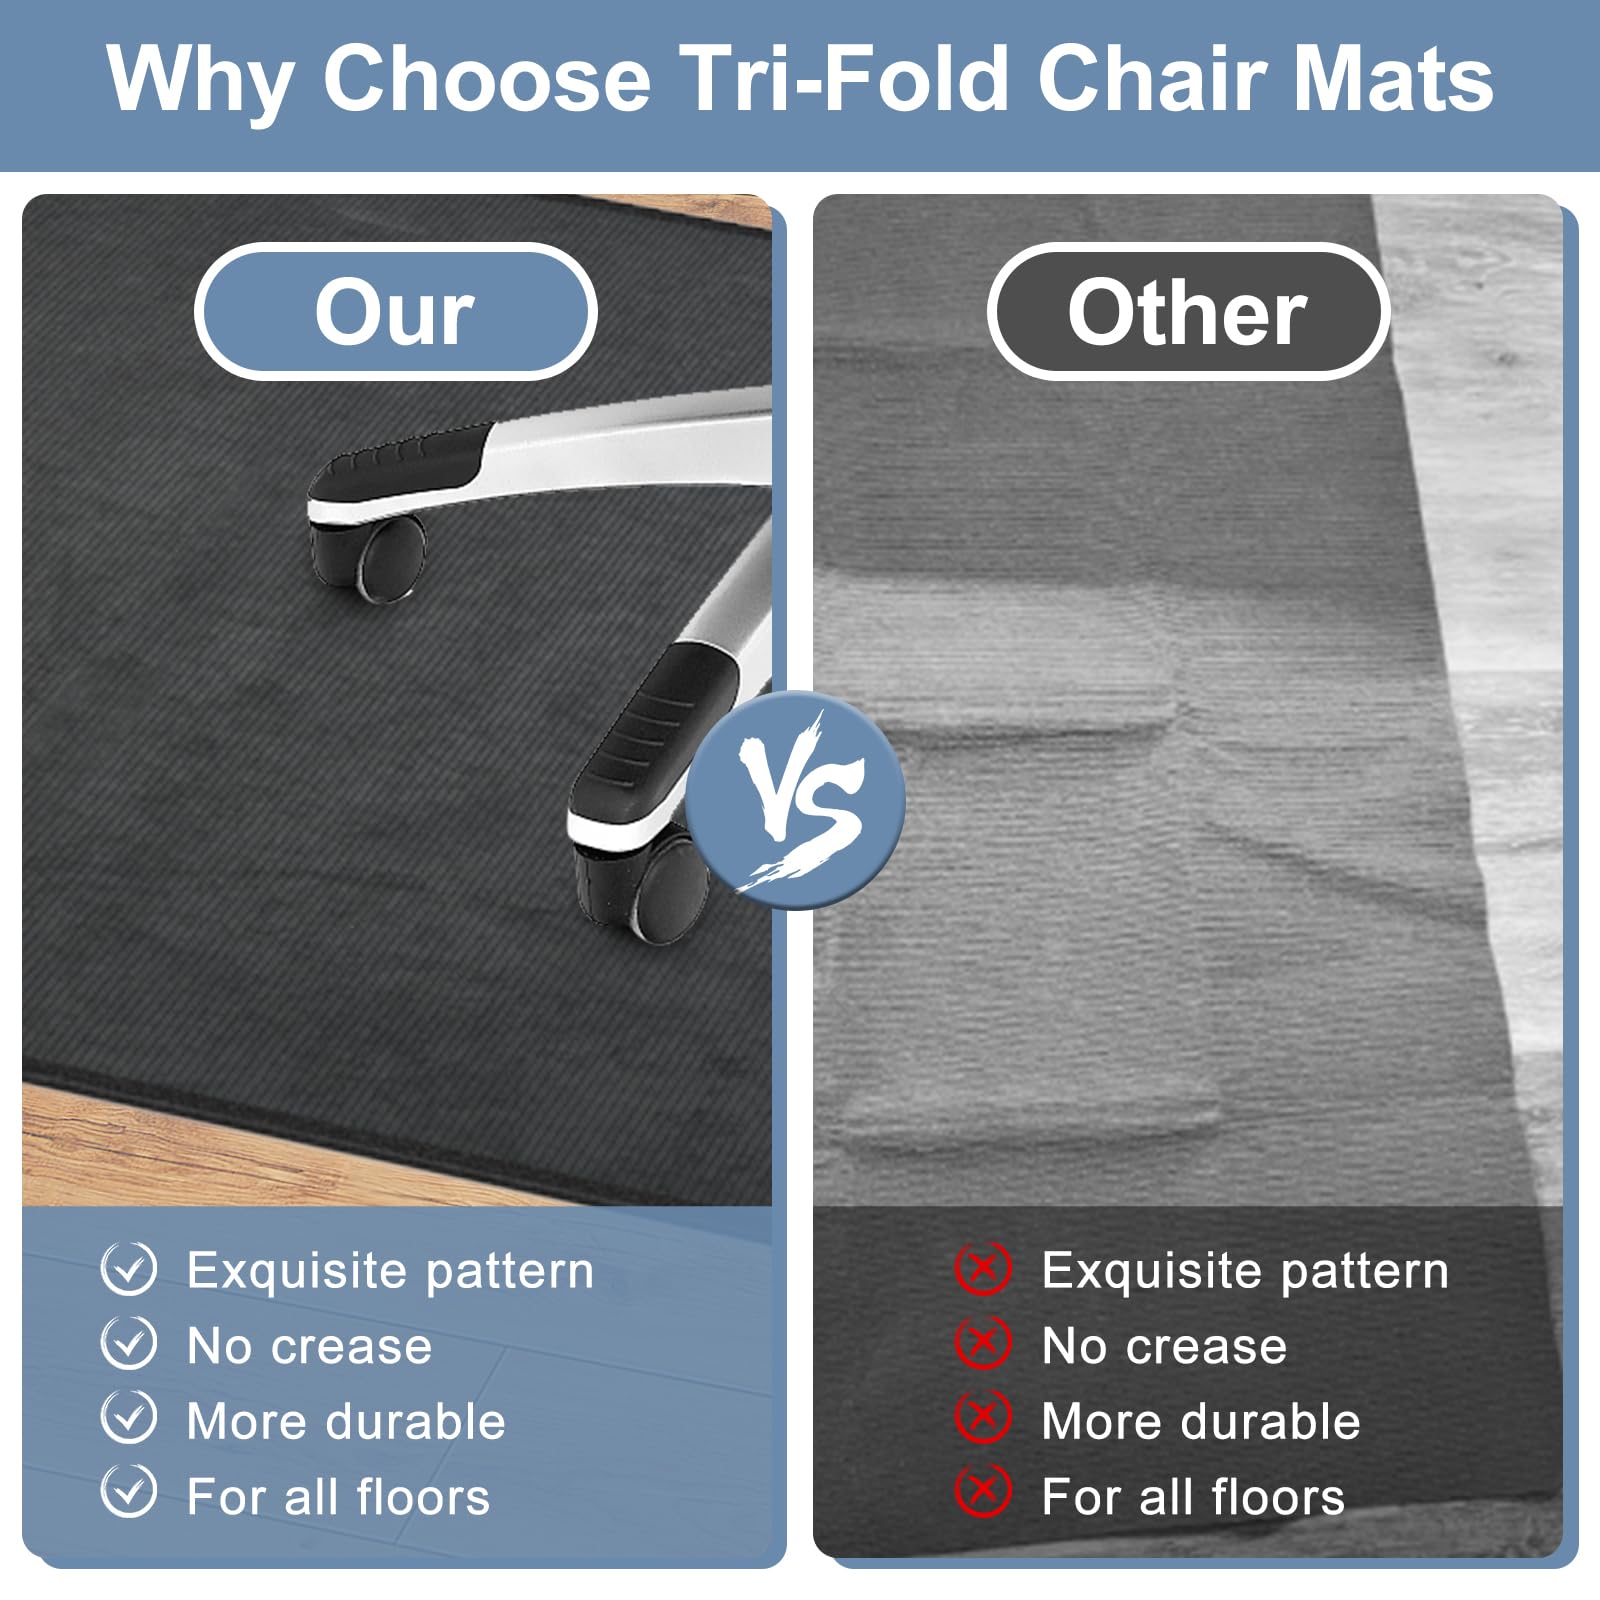 Why Choose Tri-Fold Chair Mats
Our
Other
VS
Exquisite pattern
No crease
More durable
For all floors
Exquisite pattern
No crease
More durable
For all floors